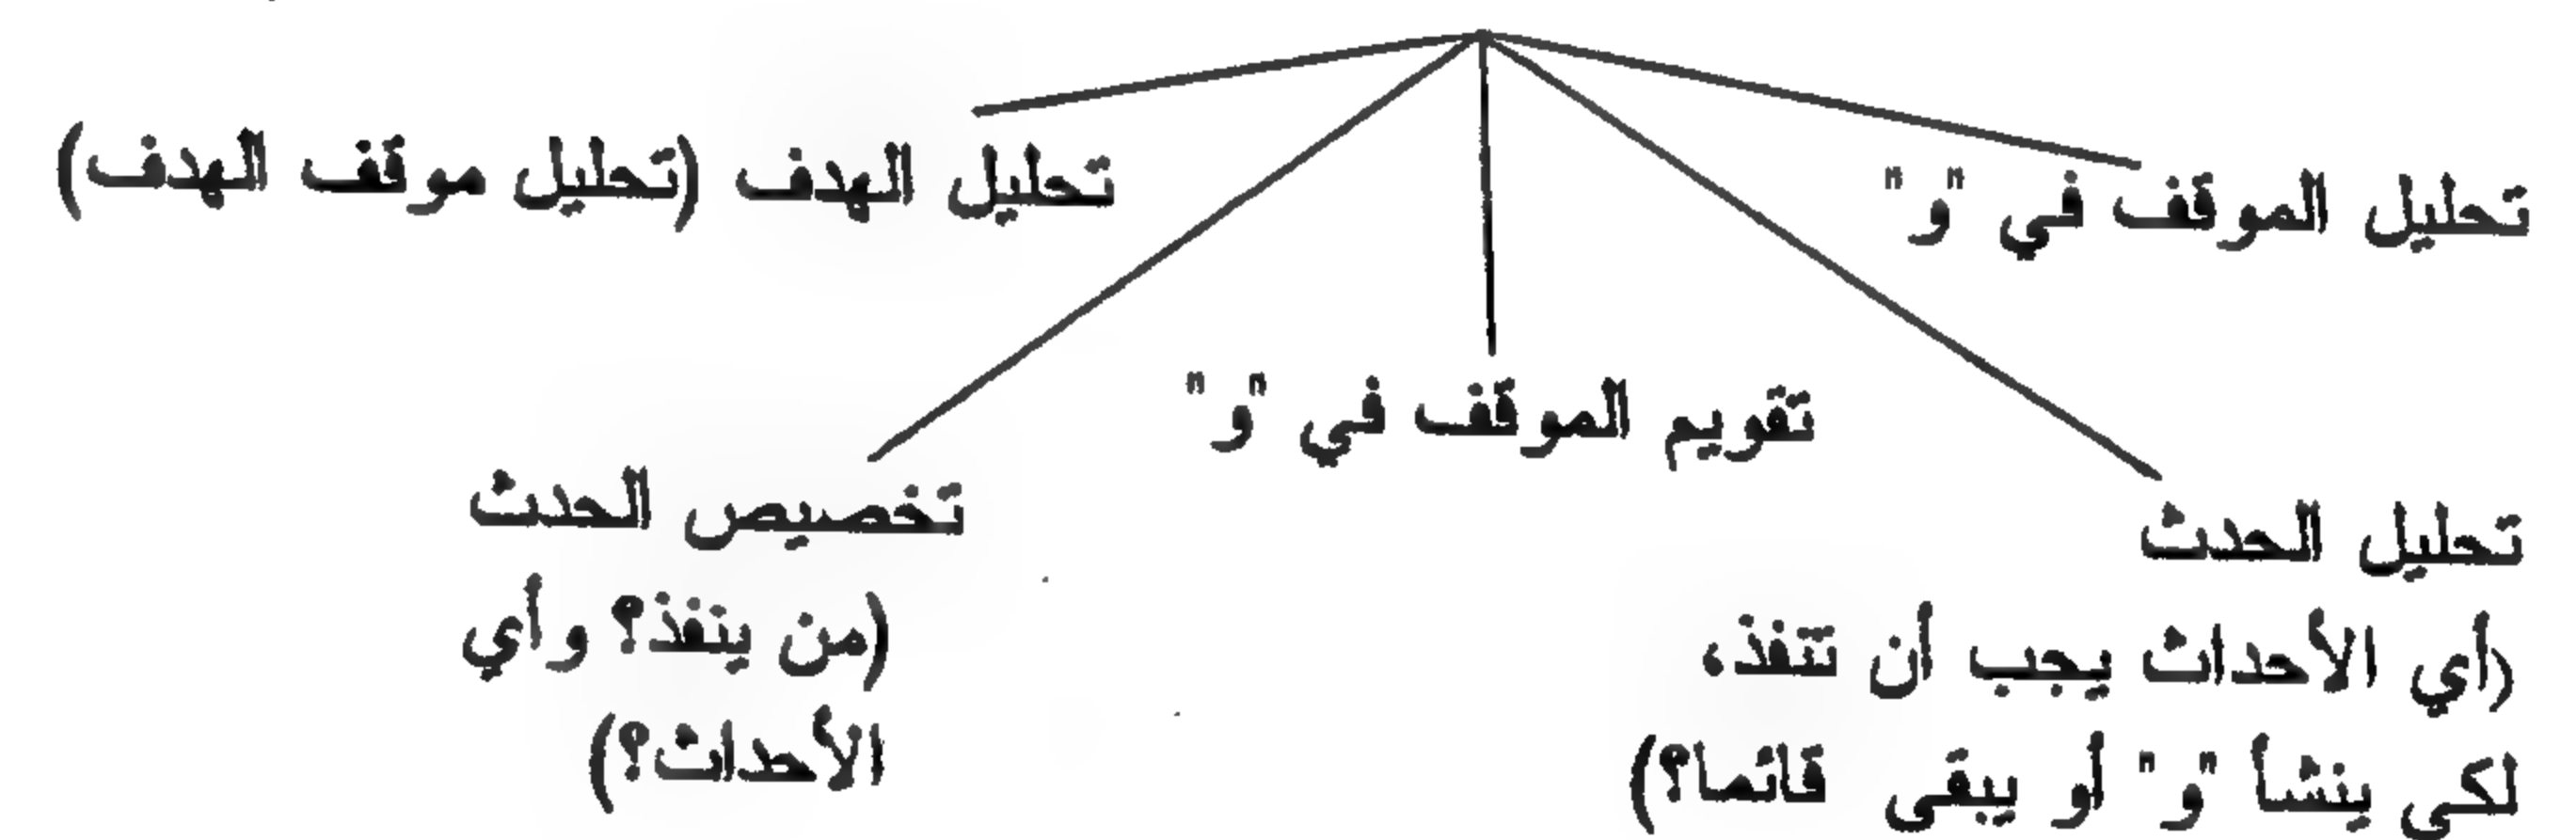 تحليل الموقف في "و"
تحليل الهدف (تحليل موقف الهدف)
تقويم الموقف في "و"
تحليل الحدث
(أي الأحداث يجب أن تنفذ،
لكي ينشأ "و" أو يبقى قائما؟)
تخصيص الحدث
(من ينفذ؟ وأي
الأحداث؟)